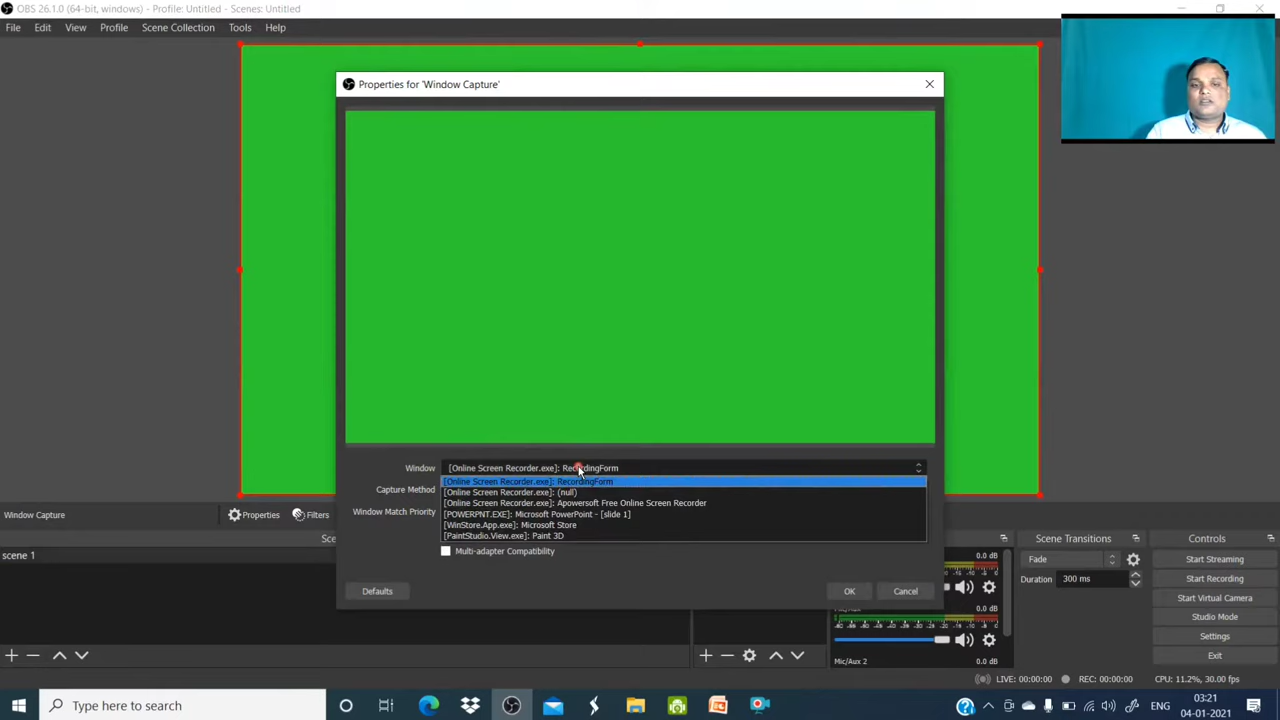 OBS 26.1.0 (64-bit, windows) - Profile: Untitled - Scenes: Untitled
File Edit View Profile Scene Collection Tools Help
Properties for 'Window Capture'
Window [Online Screen Recorder.exe]: RecordingForm
[Online Screen Recorder.exe]: RecordingForm
Capture Method [Online Screen Recorder.exe]: (null)
[Online Screen Recorder.exe]: Apowersoft Free Online Screen Recorder
Window Match Priority [POWERPNT.EXE]: Microsoft PowerPoint - [slide 1]
[WinStore.App.exe]: Microsoft Store
[PaintStudio.View.exe]: Paint 3D
Multi-adapter Compatibility
Defaults OK Cancel
Window Capture Properties Filters
scene 1
0.0 dB
0.0 dB
Mic/Aux 2
Scene Transitions
Fade
Duration 300 ms
Controls
Start Streaming
Start Recording
Start Virtual Camera
Studio Mode
Settings
Exit
LIVE: 00:00:00 REC: 00:00:00 CPU: 11.2%, 30.00 fps
Type here to search
ENG
03:21
04-01-2021